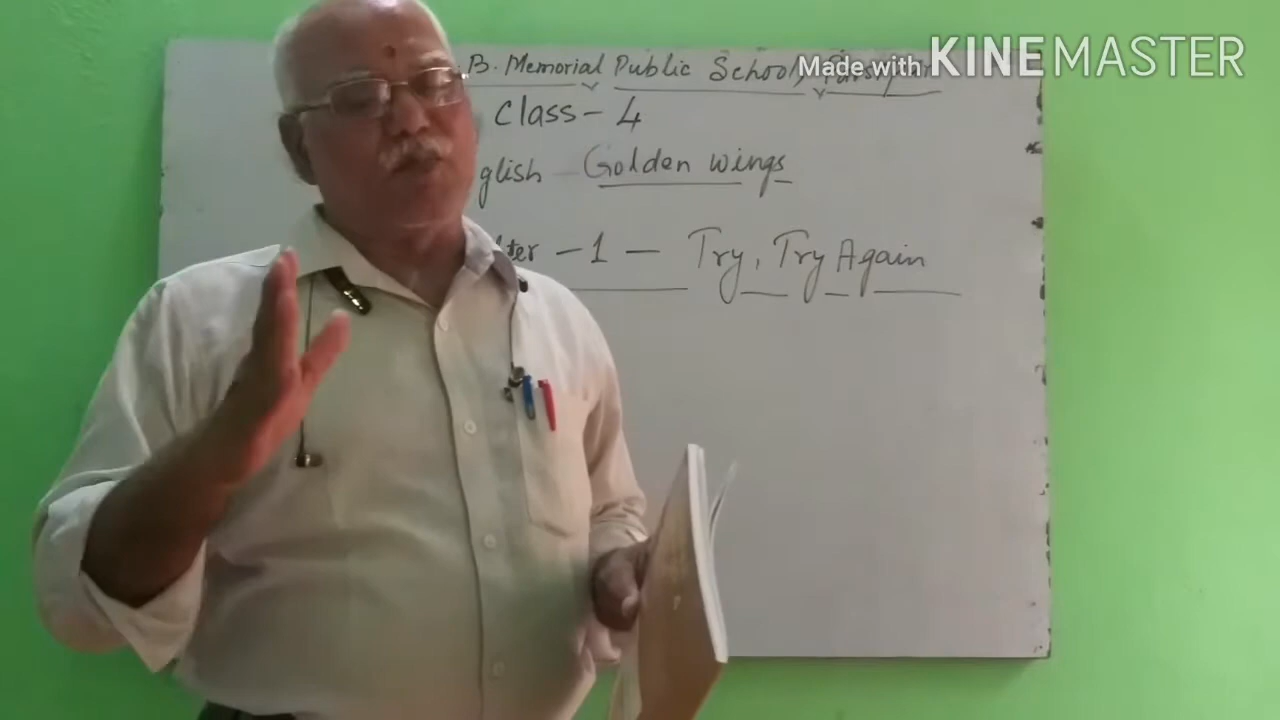 B. Memorial Public School,
Made with KINEMASTER
Class - 4
glish Golden wings
ter - 1 - Try, Try Again